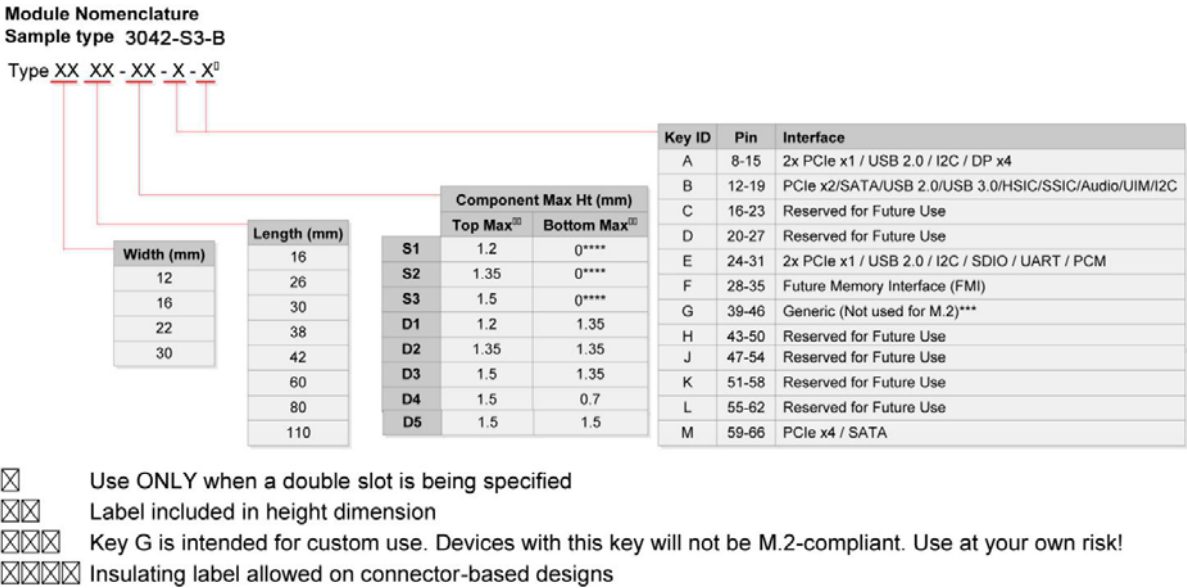 Module Nomenclature
Sample type 3042-S3-B
Type XX XX - XX - X - X▯
Key ID Pin Interface
A 8-15 2x PCIe x1 / USB 2.0 / I2C / DP x4
B 12-19 PCIe x2/SATA/USB 2.0/USB 3.0/HSIC/SSIC/Audio/UIM/I2C
C 16-23 Reserved for Future Use
D 20-27 Reserved for Future Use
E 24-31 2x PCIe x1 / USB 2.0 / I2C / SDIO / UART / PCM
F 28-35 Future Memory Interface (FMI)
G 39-46 Generic (Not used for M.2)***
H 43-50 Reserved for Future Use
J 47-54 Reserved for Future Use
K 51-58 Reserved for Future Use
L 55-62 Reserved for Future Use
M 59-66 PCIe x4 / SATA
Component Max Ht (mm)
Top Max▯▯ Bottom Max▯▯
S1 1.2 0****
S2 1.35 0****
S3 1.5 0****
D1 1.2 1.35
D2 1.35 1.35
D3 1.5 1.35
D4 1.5 0.7
D5 1.5 1.5
Length (mm)
16
26
30
38
42
60
80
110
Width (mm)
12
16
22
30
☒ Use ONLY when a double slot is being specified
☒☒ Label included in height dimension
☒☒☒ Key G is intended for custom use. Devices with this key will not be M.2-compliant. Use at your own risk!
☒☒☒☒ Insulating label allowed on connector-based designs